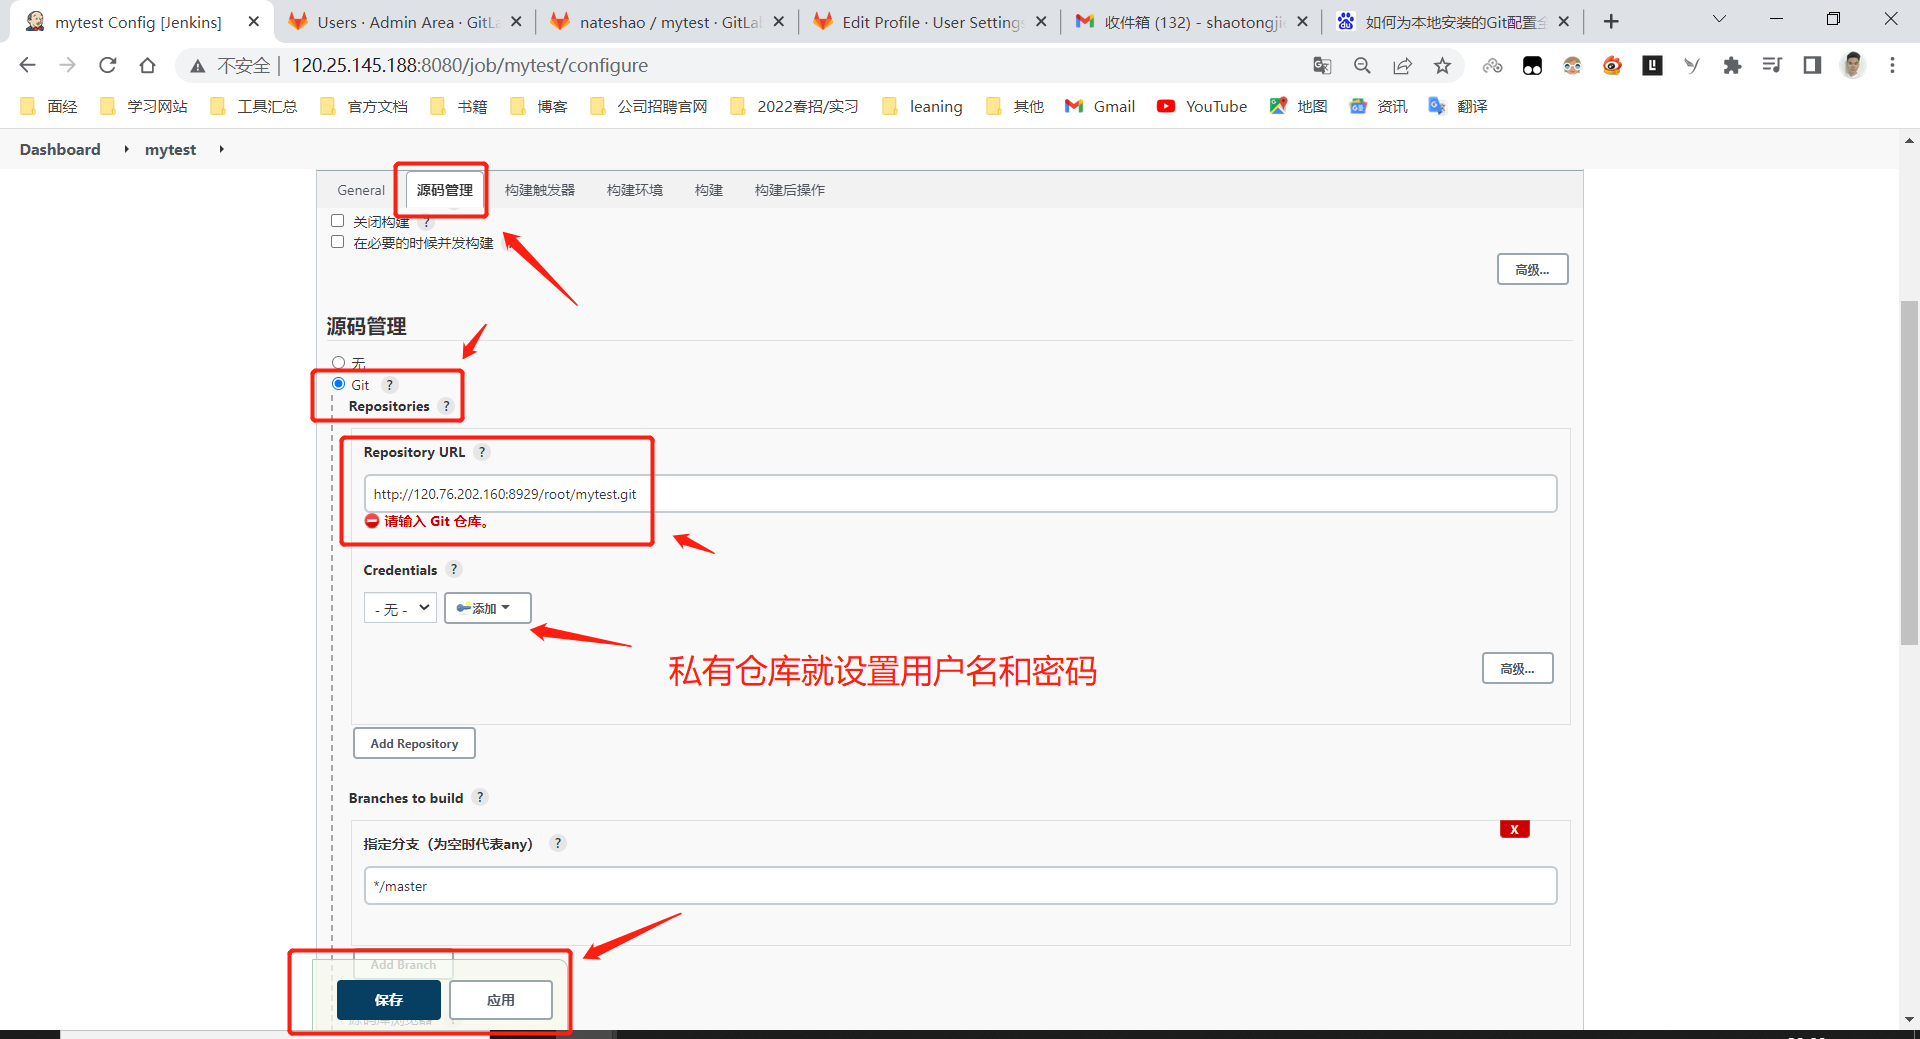 mytest Config [Jenkins]
Users · Admin Area · GitLa
nateshao / mytest · GitLa
Edit Profile · User Settings
收件箱 (132) - shaotongji
如何为本地安装的Git配置全
不安全 | 120.25.145.188:8080/job/mytest/configure
面经
学习网站
工具汇总
官方文档
书籍
博客
公司招聘官网
2022春招/实习
leaning
其他
Gmail
YouTube
地图
资讯
翻译
Dashboard
mytest
General
源码管理
构建触发器
构建环境
构建
构建后操作
关闭构建 ?
在必要的时候并发构建
高级...
源码管理
无
Git ?
Repositories ?
Repository URL ?
http://120.76.202.160:8929/root/mytest.git
请输入 Git 仓库。
Credentials ?
- 无 -
添加
私有仓库就设置用户名和密码
高级...
Add Repository
Branches to build ?
X
指定分支（为空时代表any） ?
*/master
Add Branch
保存
应用
源码库浏览器